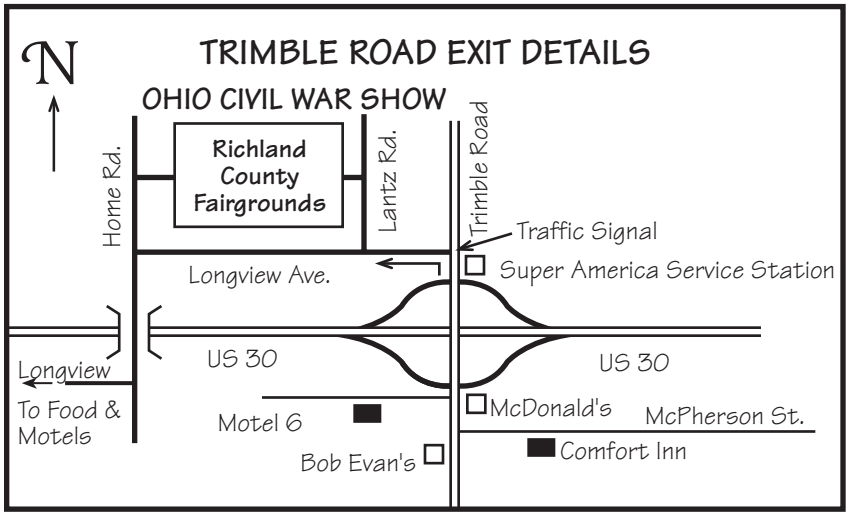 TRIMBLE ROAD EXIT DETAILS
N
OHIO CIVIL WAR SHOW
Home Rd.
Richland
County
Fairgrounds
Lantz Rd.
Trimble Road
Traffic Signal
Longview Ave.
Super America Service Station
US 30
US 30
Longview
To Food &
Motels
Motel 6
McDonald's
McPherson St.
Bob Evan's
Comfort Inn